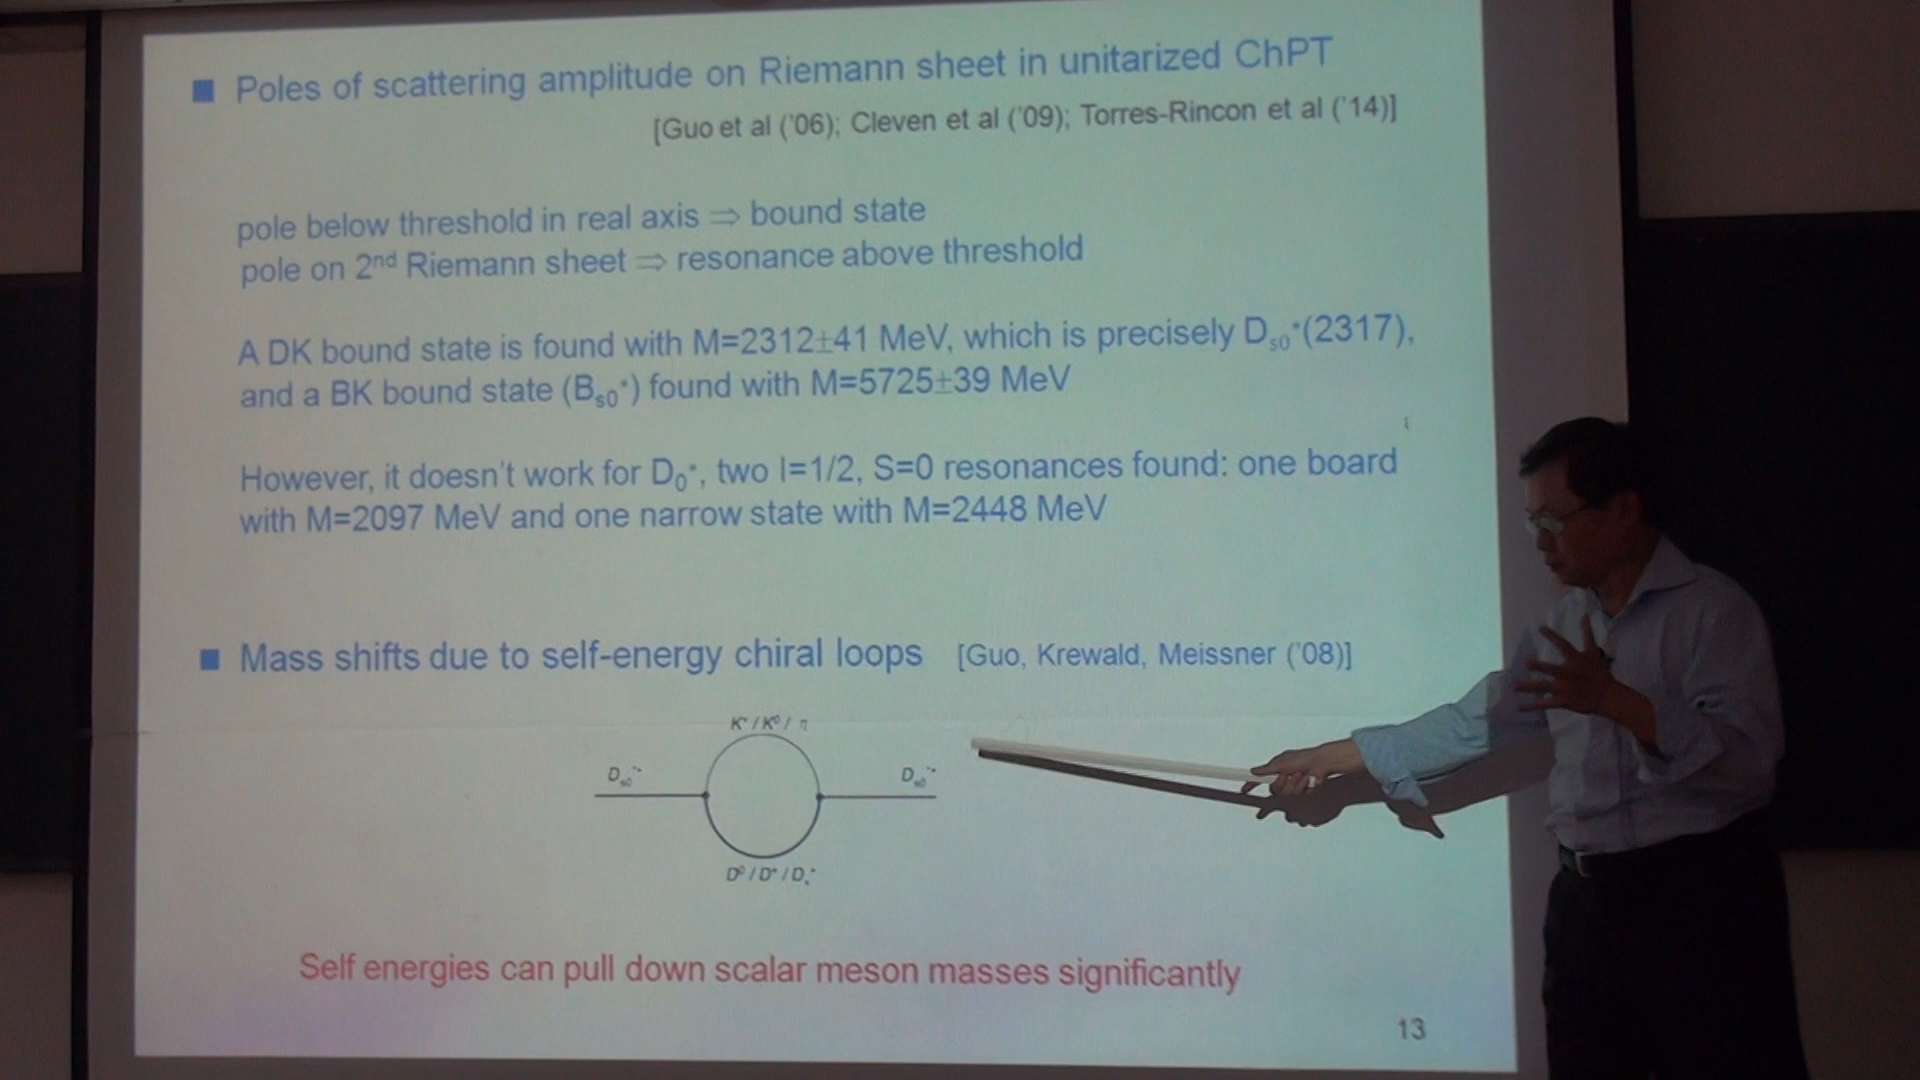 ■ Poles of scattering amplitude on Riemann sheet in unitarized ChPT
[Guo et al ('06); Cleven et al ('09); Torres-Rincon et al ('14)]
pole below threshold in real axis ⇒ bound state
pole on 2nd Riemann sheet ⇒ resonance above threshold
A DK bound state is found with M=2312±41 MeV, which is precisely Ds0*(2317),
and a BK bound state (Bs0*) found with M=5725±39 MeV
However, it doesn't work for D0*, two I=1/2, S=0 resonances found: one board
with M=2097 MeV and one narrow state with M=2448 MeV
■ Mass shifts due to self-energy chiral loops [Guo, Krewald, Meissner ('08)]
K+ / K0 / η
Ds0*+ Ds0*+
D0 / D+ / Ds+
Self energies can pull down scalar meson masses significantly
13